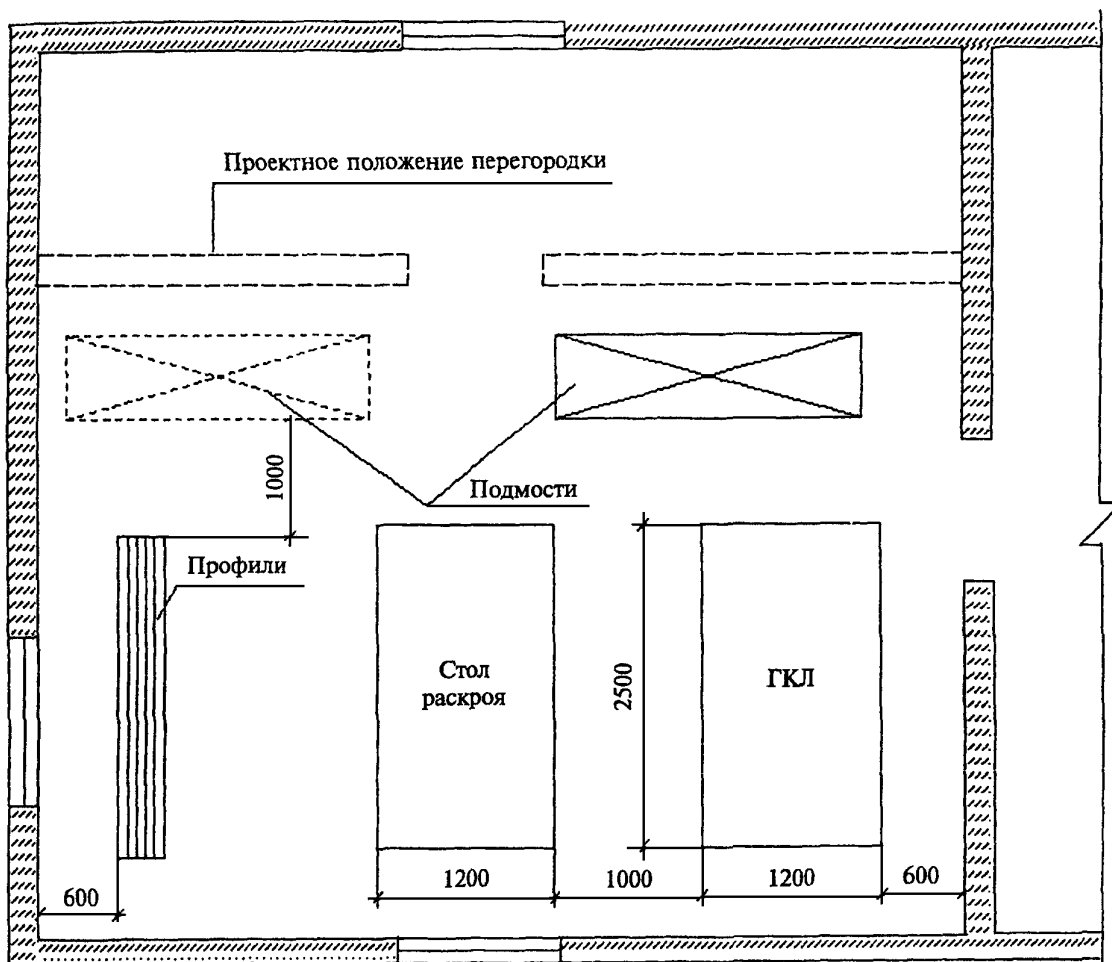 Проектное положение перегородки
1000
Подмости
Профили
Стол
раскроя
2500
ГКЛ
600
1200
1000
1200
600